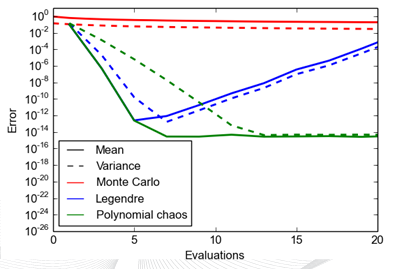 10^0
10^-2
10^-4
10^-6
10^-8
10^-10
10^-12
10^-14
10^-16
10^-18
10^-20
10^-22
10^-24
10^-26
Error
Mean
Variance
Monte Carlo
Legendre
Polynomial chaos
0 5 10 15 20
Evaluations